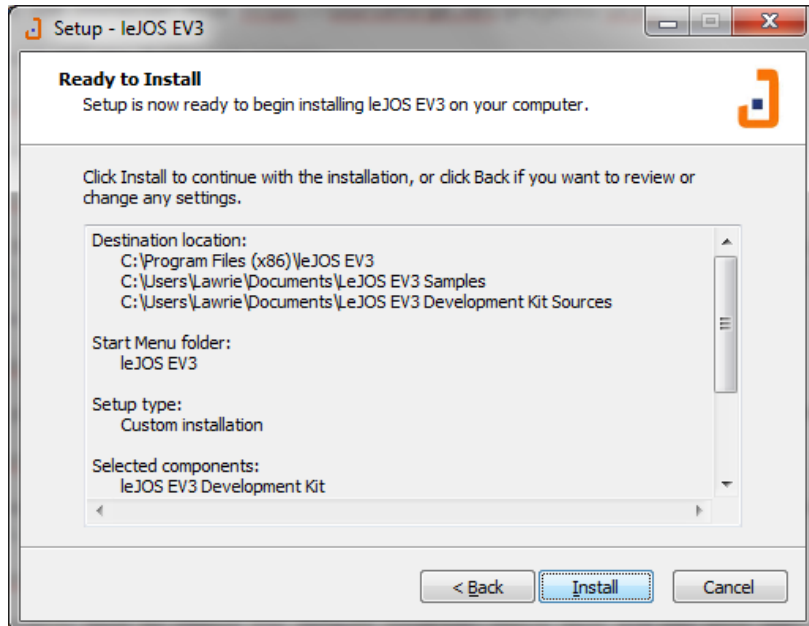 Setup - leJOS EV3
Ready to Install
Setup is now ready to begin installing leJOS EV3 on your computer.
Click Install to continue with the installation, or click Back if you want to review or
change any settings.
Destination location:
C:\Program Files (x86)\leJOS EV3
C:\Users\Lawrie\Documents\LeJOS EV3 Samples
C:\Users\Lawrie\Documents\LeJOS EV3 Development Kit Sources
Start Menu folder:
leJOS EV3
Setup type:
Custom installation
Selected components:
leJOS EV3 Development Kit
< Back
Install
Cancel